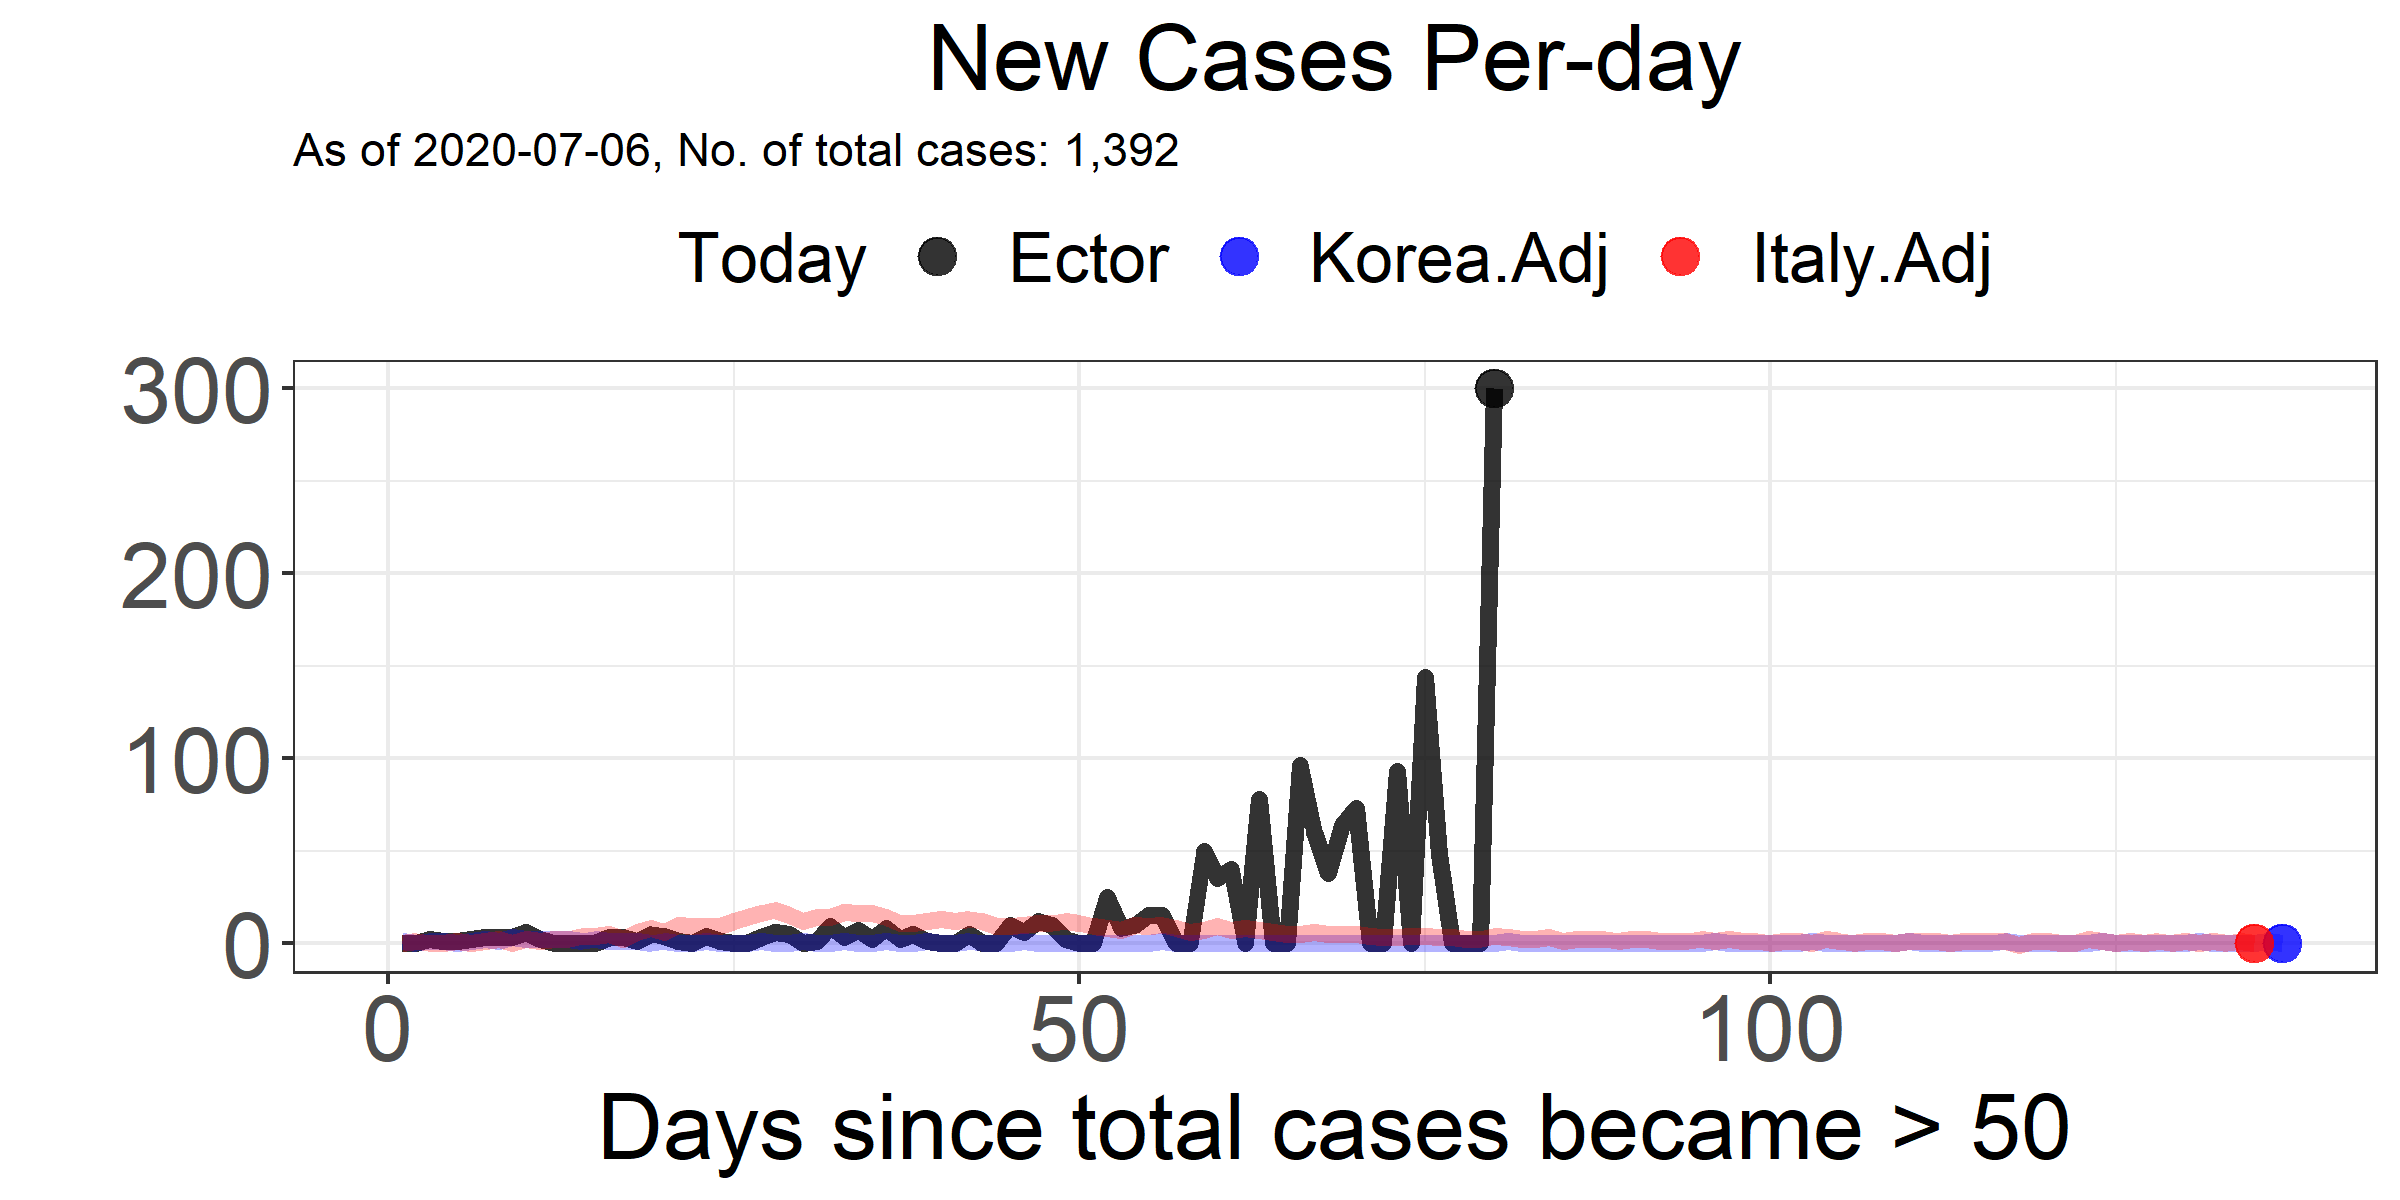 New Cases Per-day
As of 2020-07-06, No. of total cases: 1,392
Today Ector Korea.Adj Italy.Adj
300
200
100
0
0 50 100
Days since total cases became > 50